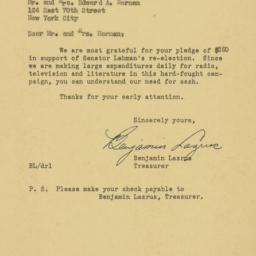 Mr. and Mrs. Edward A. Norman
124 East 70th Street
New York City
Dear Mr. and Mrs. Norman:
We are most grateful for your pledge of $250
in support of Senator Lehman's re-election. Since
we are making large expenditures daily for radio,
television and literature in this hard-fought cam-
paign, you can understand our need for cash.
Thanks for your early attention.
Sincerely yours,
Benjamin Lazrus
Benjamin Lazrus
Treasurer
BL/drl
P. S. Please make your check payable to
Benjamin Lazrus, Treasurer.